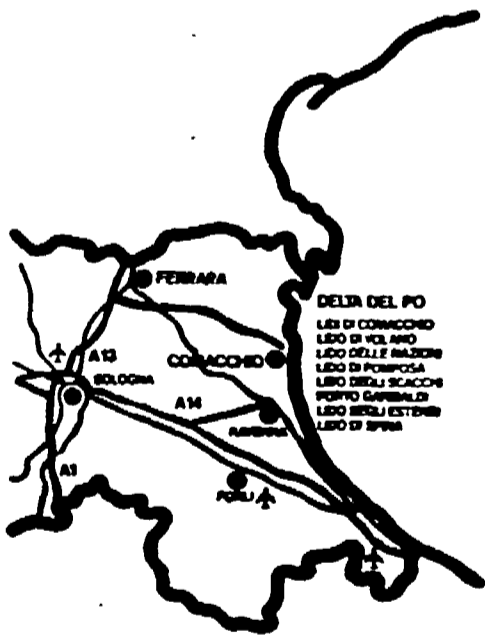 FERRARA
DELTA DEL PO
LIDI DI COMACCHIO
LIDO DI VOLANO
LIDO DELLE NAZIONI
LIDO DI POMPOSA
LIDO DEGLI SCACCHI
PORTO GARIBALDI
LIDO DEGLI ESTENSI
LIDO DI SPINA
A13
COMACCHIO
BOLOGNA
A14
RAVENNA
A1
FORLI